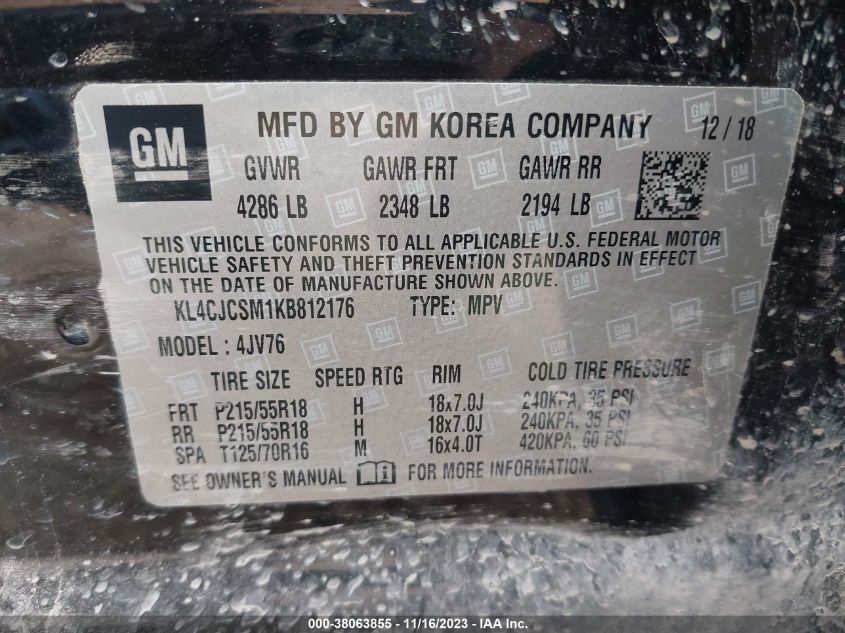 GM MFD BY GM KOREA COMPANY 12 / 18
GVWR GAWR FRT GAWR RR
4286 LB 2348 LB 2194 LB
THIS VEHICLE CONFORMS TO ALL APPLICABLE U.S. FEDERAL MOTOR
VEHICLE SAFETY AND THEFT PREVENTION STANDARDS IN EFFECT
ON THE DATE OF MANUFACTURE SHOWN ABOVE.
KL4CJCSM1KB812176 TYPE: MPV
MODEL : 4JV76
TIRE SIZE SPEED RTG RIM COLD TIRE PRESSURE
FRT P215/55R18 H 18x7.0J 240KPA, 35 PSI
RR P215/55R18 H 18x7.0J 240KPA, 35 PSI
SPA T125/70R16 M 16x4.0T 420KPA, 60 PSI
SEE OWNER'S MANUAL FOR MORE INFORMATION.
000-38063855 - 11/16/2023 - IAA Inc.